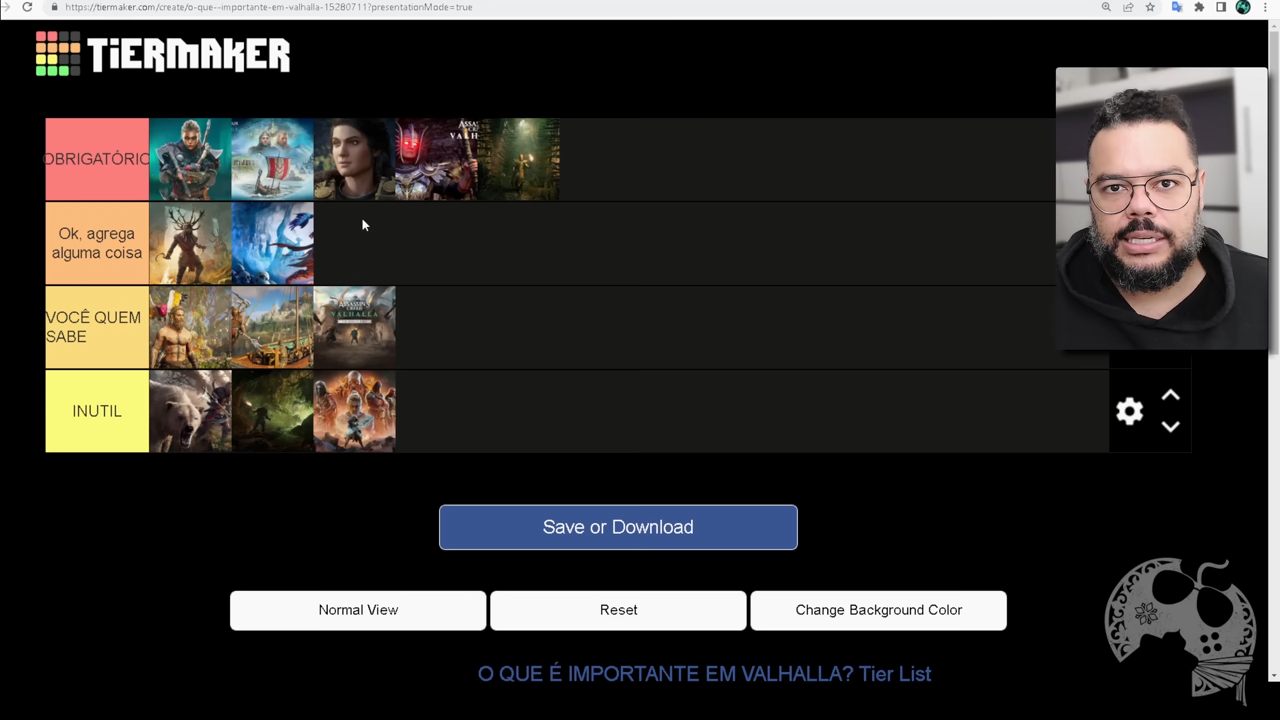 https://tiermaker.com/create/o-que--importante-em-valhalla-15280711?presentationMode=true
TIERMAKER
OBRIGATÓRIO
Ok, agrega
alguma coisa
VOCÊ QUEM
SABE
VALHALLA
INUTIL
Save or Download
Normal View
Reset
Change Background Color
O QUE É IMPORTANTE EM VALHALLA? Tier List